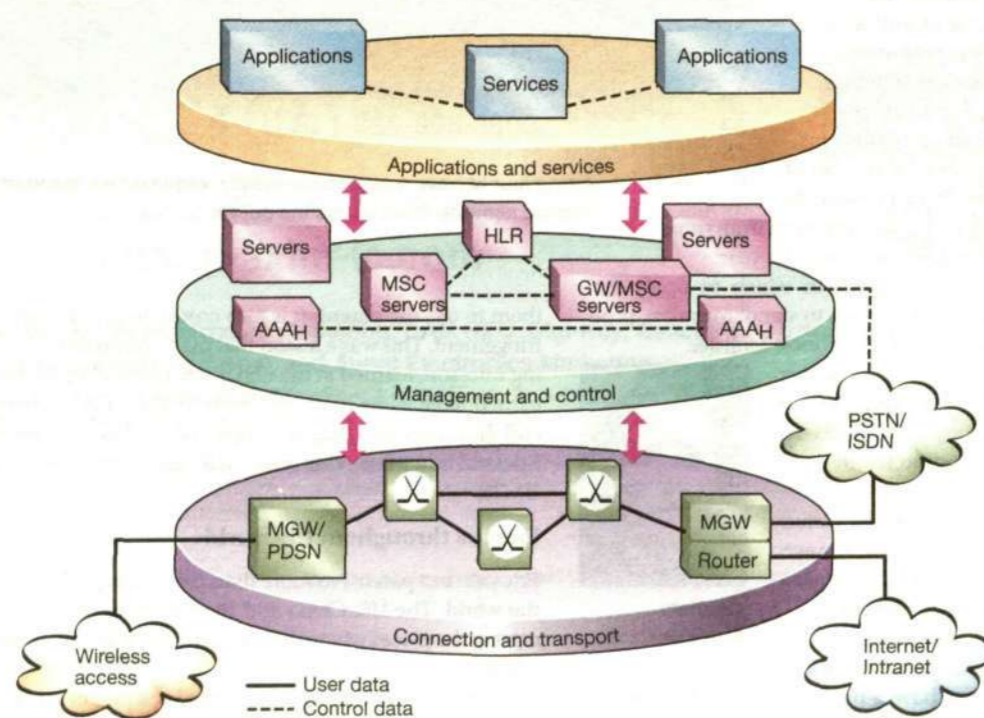 Applications
Services
Applications
Applications and services
Servers
HLR
Servers
MSC
servers
GW/MSC
servers
AAAH
AAAH
Management and control
PSTN/
ISDN
MGW/
PDSN
MGW
Router
Connection and transport
Wireless
access
Internet/
Intranet
User data
Control data